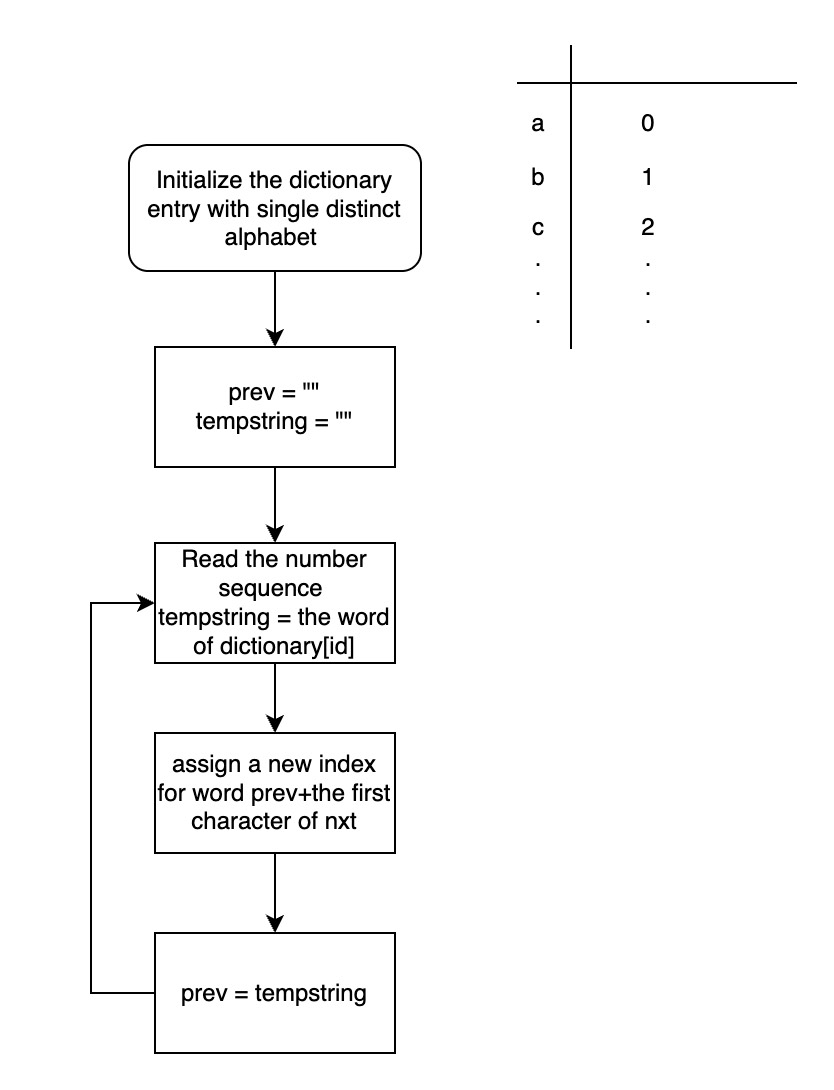 Initialize the dictionary
entry with single distinct
alphabet
prev = ""
tempstring = ""
Read the number
sequence
tempstring = the word
of dictionary[id]
assign a new index
for word prev+the first
character of nxt
prev = tempstring
a 0
b 1
c 2
. .
. .
. .